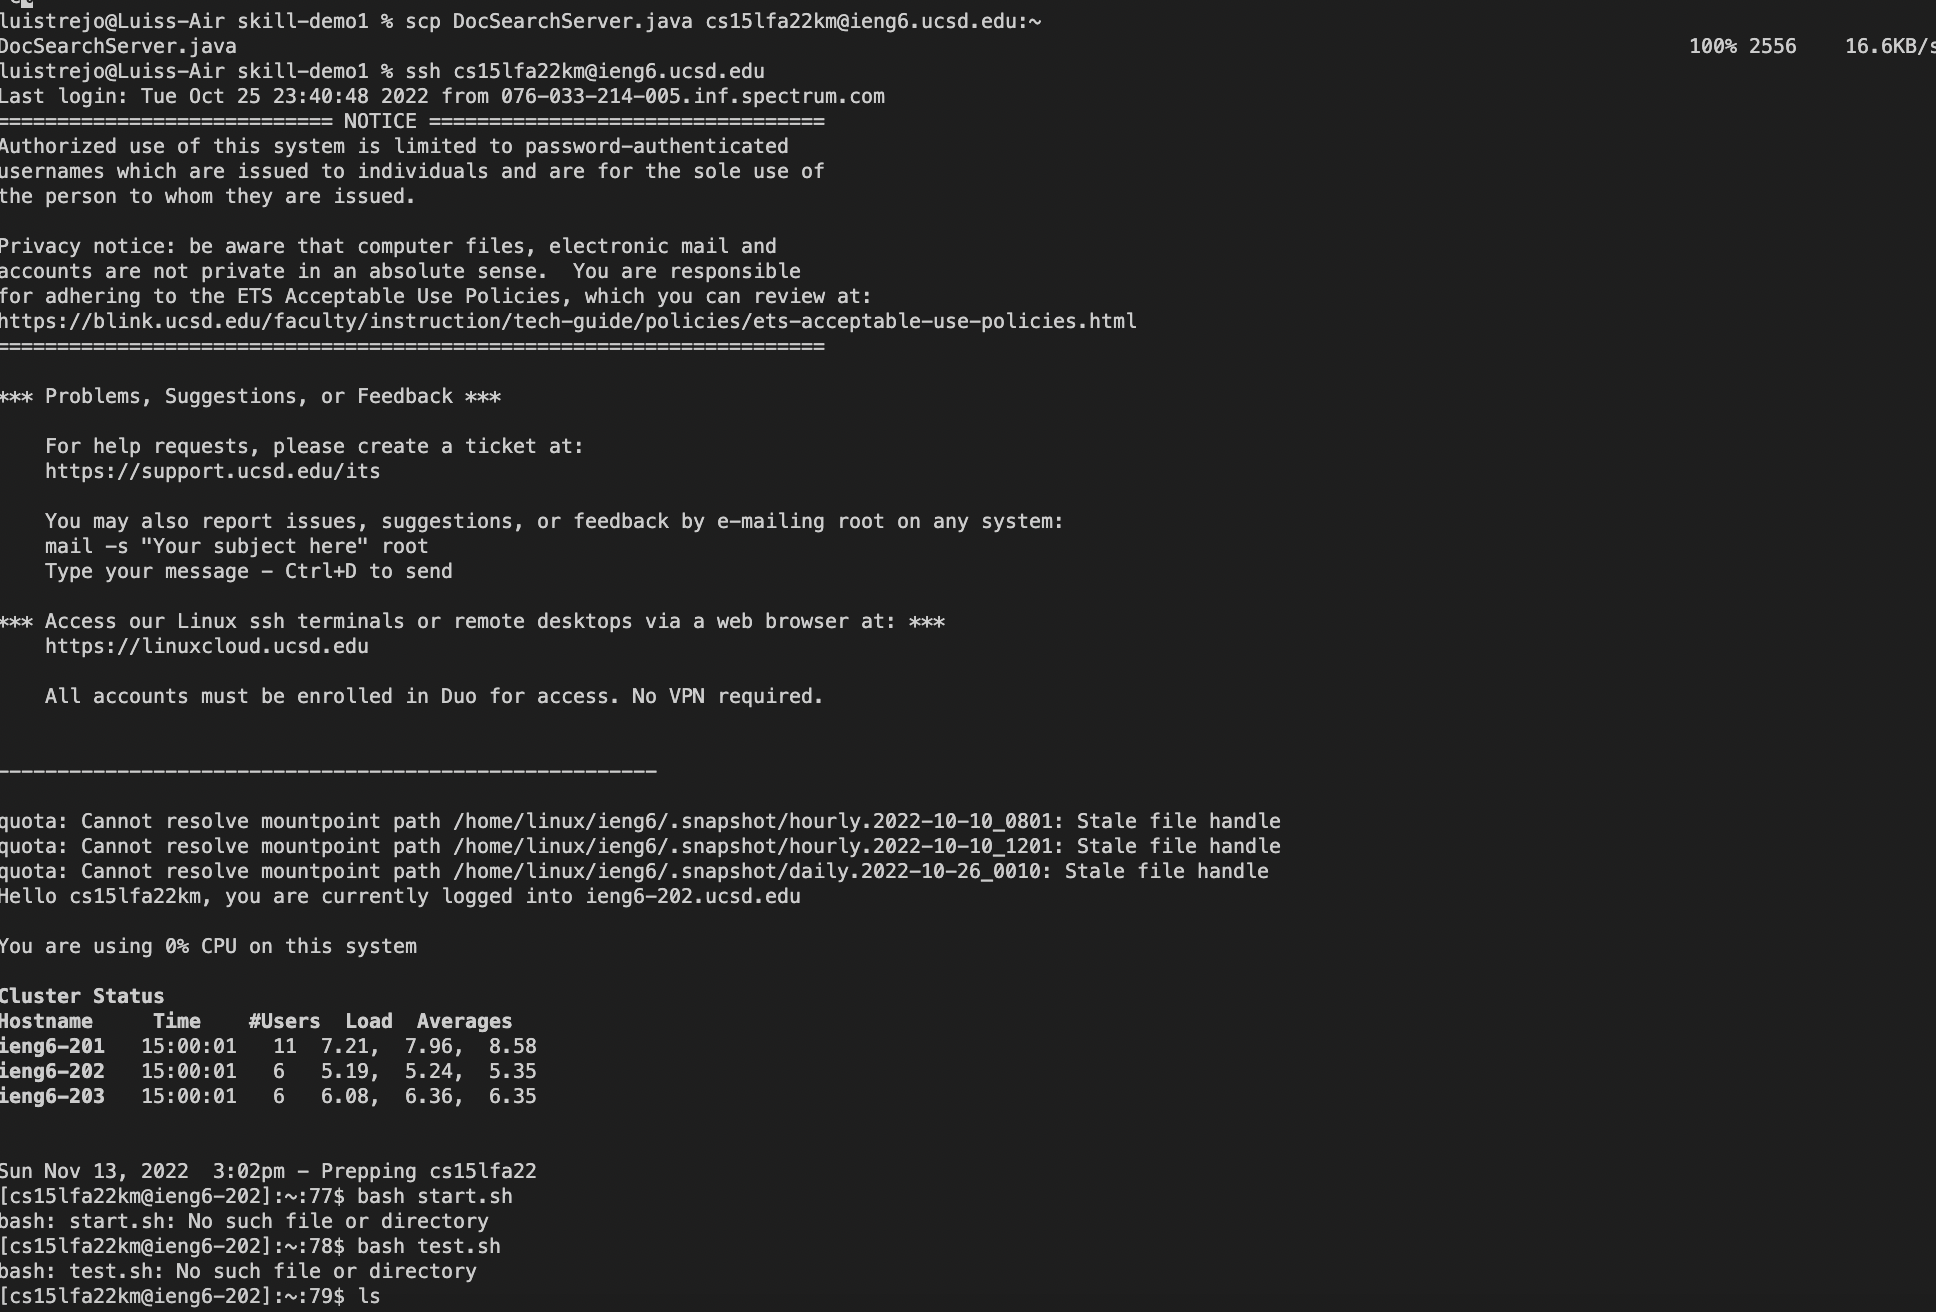 luistrejo@Luiss-Air skill-demo1 % scp DocSearchServer.java cs15lfa22km@ieng6.ucsd.edu:~
DocSearchServer.java 100% 2556 16.6KB/s
luistrejo@Luiss-Air skill-demo1 % ssh cs15lfa22km@ieng6.ucsd.edu
Last login: Tue Oct 25 23:40:48 2022 from 076-033-214-005.inf.spectrum.com
============================ NOTICE =================================
Authorized use of this system is limited to password-authenticated
usernames which are issued to individuals and are for the sole use of
the person to whom they are issued.

Privacy notice: be aware that computer files, electronic mail and
accounts are not private in an absolute sense.  You are responsible
for adhering to the ETS Acceptable Use Policies, which you can review at:
https://blink.ucsd.edu/faculty/instruction/tech-guide/policies/ets-acceptable-use-policies.html
=====================================================================

*** Problems, Suggestions, or Feedback ***

    For help requests, please create a ticket at:
    https://support.ucsd.edu/its

    You may also report issues, suggestions, or feedback by e-mailing root on any system:
    mail -s "Your subject here" root
    Type your message - Ctrl+D to send

*** Access our Linux ssh terminals or remote desktops via a web browser at: ***
    https://linuxcloud.ucsd.edu

    All accounts must be enrolled in Duo for access. No VPN required.

-------------------------------------------------------

quota: Cannot resolve mountpoint path /home/linux/ieng6/.snapshot/hourly.2022-10-10_0801: Stale file handle
quota: Cannot resolve mountpoint path /home/linux/ieng6/.snapshot/hourly.2022-10-10_1201: Stale file handle
quota: Cannot resolve mountpoint path /home/linux/ieng6/.snapshot/daily.2022-10-26_0010: Stale file handle
Hello cs15lfa22km, you are currently logged into ieng6-202.ucsd.edu

You are using 0% CPU on this system

Cluster Status
Hostname     Time    #Users  Load  Averages
ieng6-201   15:00:01   11  7.21,  7.96,  8.58
ieng6-202   15:00:01   6   5.19,  5.24,  5.35
ieng6-203   15:00:01   6   6.08,  6.36,  6.35

Sun Nov 13, 2022  3:02pm - Prepping cs15lfa22
[cs15lfa22km@ieng6-202]:~:77$ bash start.sh
bash: start.sh: No such file or directory
[cs15lfa22km@ieng6-202]:~:78$ bash test.sh
bash: test.sh: No such file or directory
[cs15lfa22km@ieng6-202]:~:79$ ls